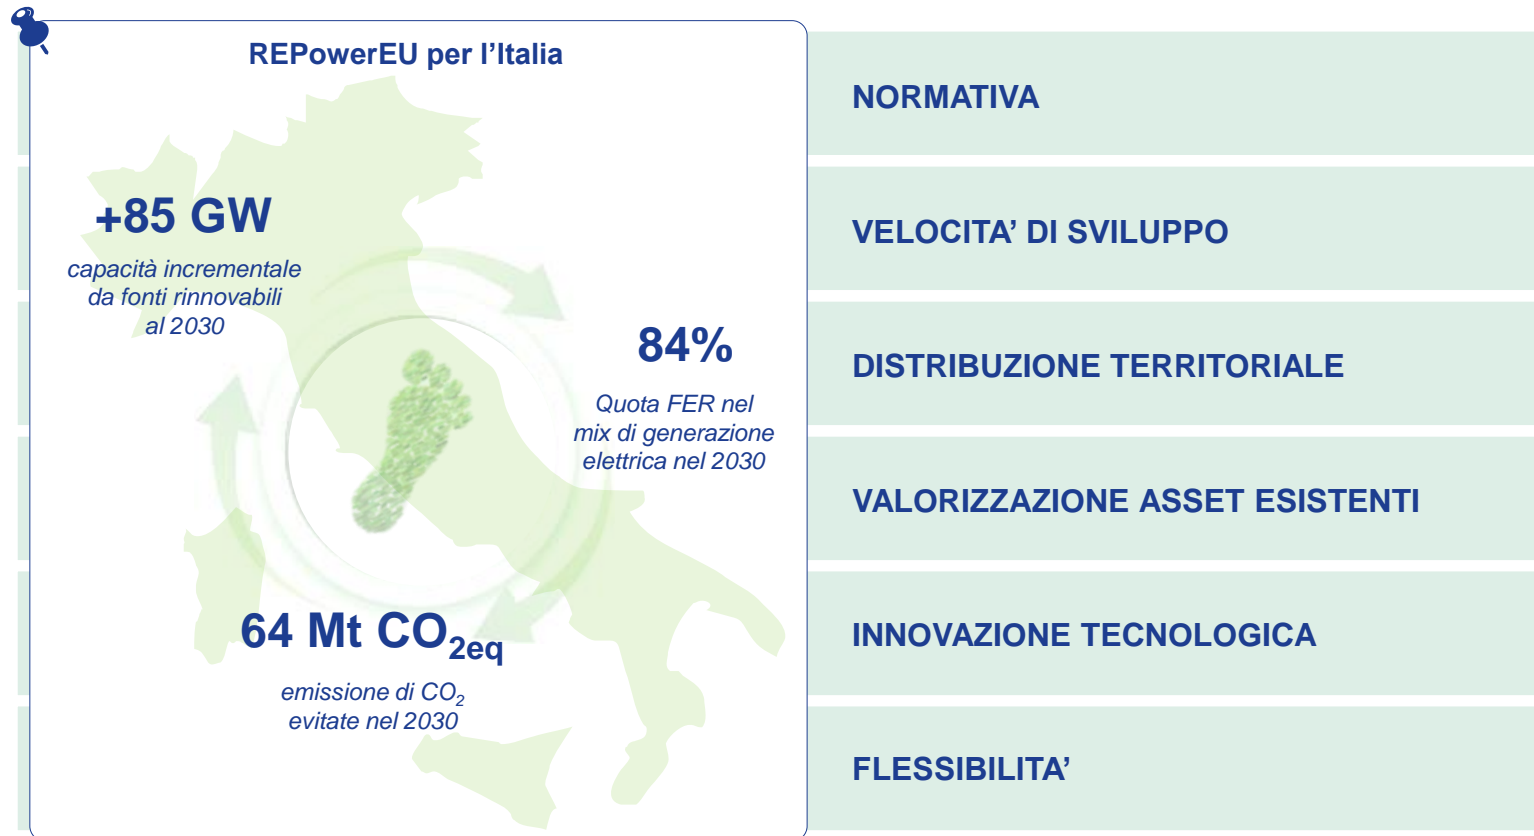 REPowerEU per l’Italia
+85 GW
capacità incrementale
da fonti rinnovabili
al 2030
84%
Quota FER nel
mix di generazione
elettrica nel 2030
64 Mt CO2eq
emissione di CO2
evitate nel 2030
NORMATIVA
VELOCITA’ DI SVILUPPO
DISTRIBUZIONE TERRITORIALE
VALORIZZAZIONE ASSET ESISTENTI
INNOVAZIONE TECNOLOGICA
FLESSIBILITA’